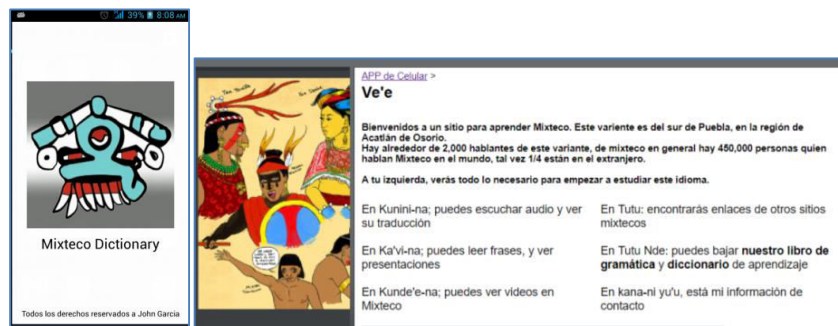 39% 8:08 AM
Mixteco Dictionary
Todos los derechos reservados a John Garcia
APP de Celular >
Ve'e
Bienvenidos a un sitio para aprender Mixteco. Este variente es del sur de Puebla, en la región de
Acatlán de Osorio.
Hay alrededor de 2,000 hablantes de este variante, de mixteco en general hay 450,000 personas quien
hablan Mixteco en el mundo, tal vez 1/4 están en el extranjero.
A tu izquierda, verás todo lo necesario para empezar a estudiar este idioma.
En Kunini-na; puedes escuchar audio y ver
su traducción
En Ka'vi-na; puedes leer frases, y ver
presentaciones
En Kunde'e-na; puedes ver videos en
Mixteco
En Tutu: encontrarás enlaces de otros sitios
mixtecos
En Tutu Nde: puedes bajar nuestro libro de
gramática y diccionario de aprendizaje
En kana-ni yu'u, está mi información de
contacto